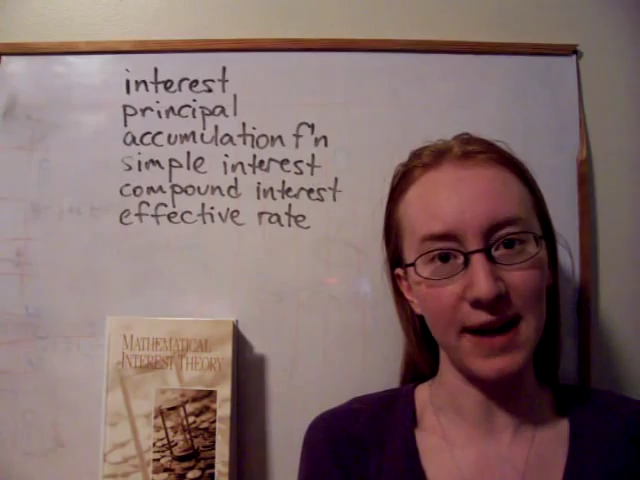 interest
principal
accumulation f'n
simple interest
compound interest
effective rate
MATHEMATICAL
INTEREST THEORY